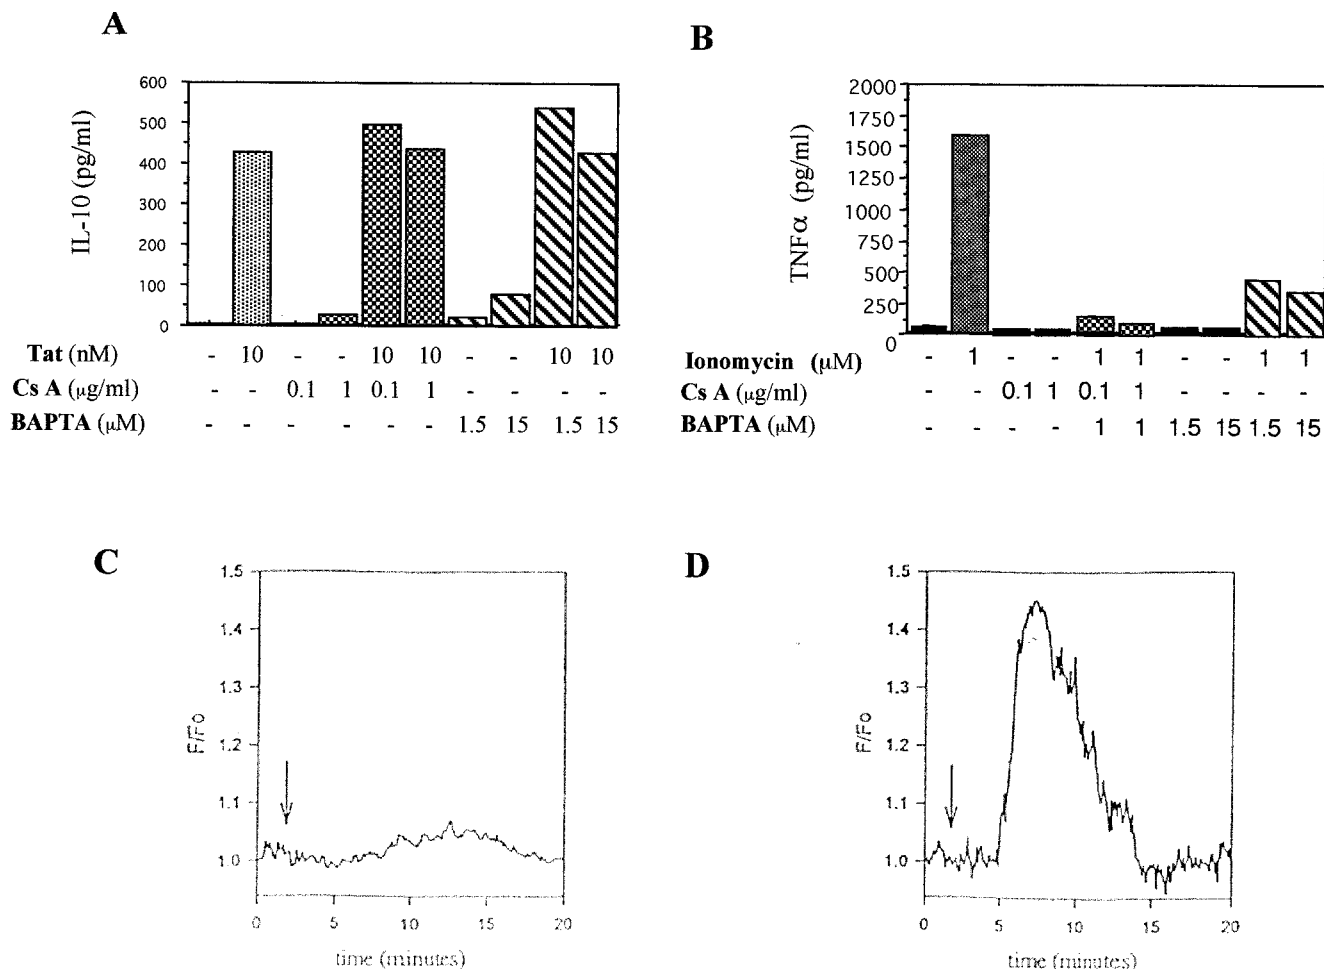 A
600
500
400
300
200
100
0
IL-10 (pg/ml)
Tat (nM) - 10 - - 10 10 - - 10 10
Cs A (µg/ml) - - 0.1 1 0.1 1 - - - -
BAPTA (µM) - - - - - - 1.5 15 1.5 15
B
2000
1750
1500
1250
1000
750
500
250
0
TNFα (pg/ml)
Ionomycin (µM) - 1 - - 1 1 - - 1 1
Cs A (µg/ml) - - 0.1 1 0.1 1 - - - -
BAPTA (µM) - - - - 1 1 1.5 15 1.5 15
C
1.5
1.4
1.3
1.2
1.1
1.0
F/Fo
0 5 10 15 20
time (minutes)
D
1.5
1.4
1.3
1.2
1.1
1.0
F/Fo
0 5 10 15 20
time (minutes)